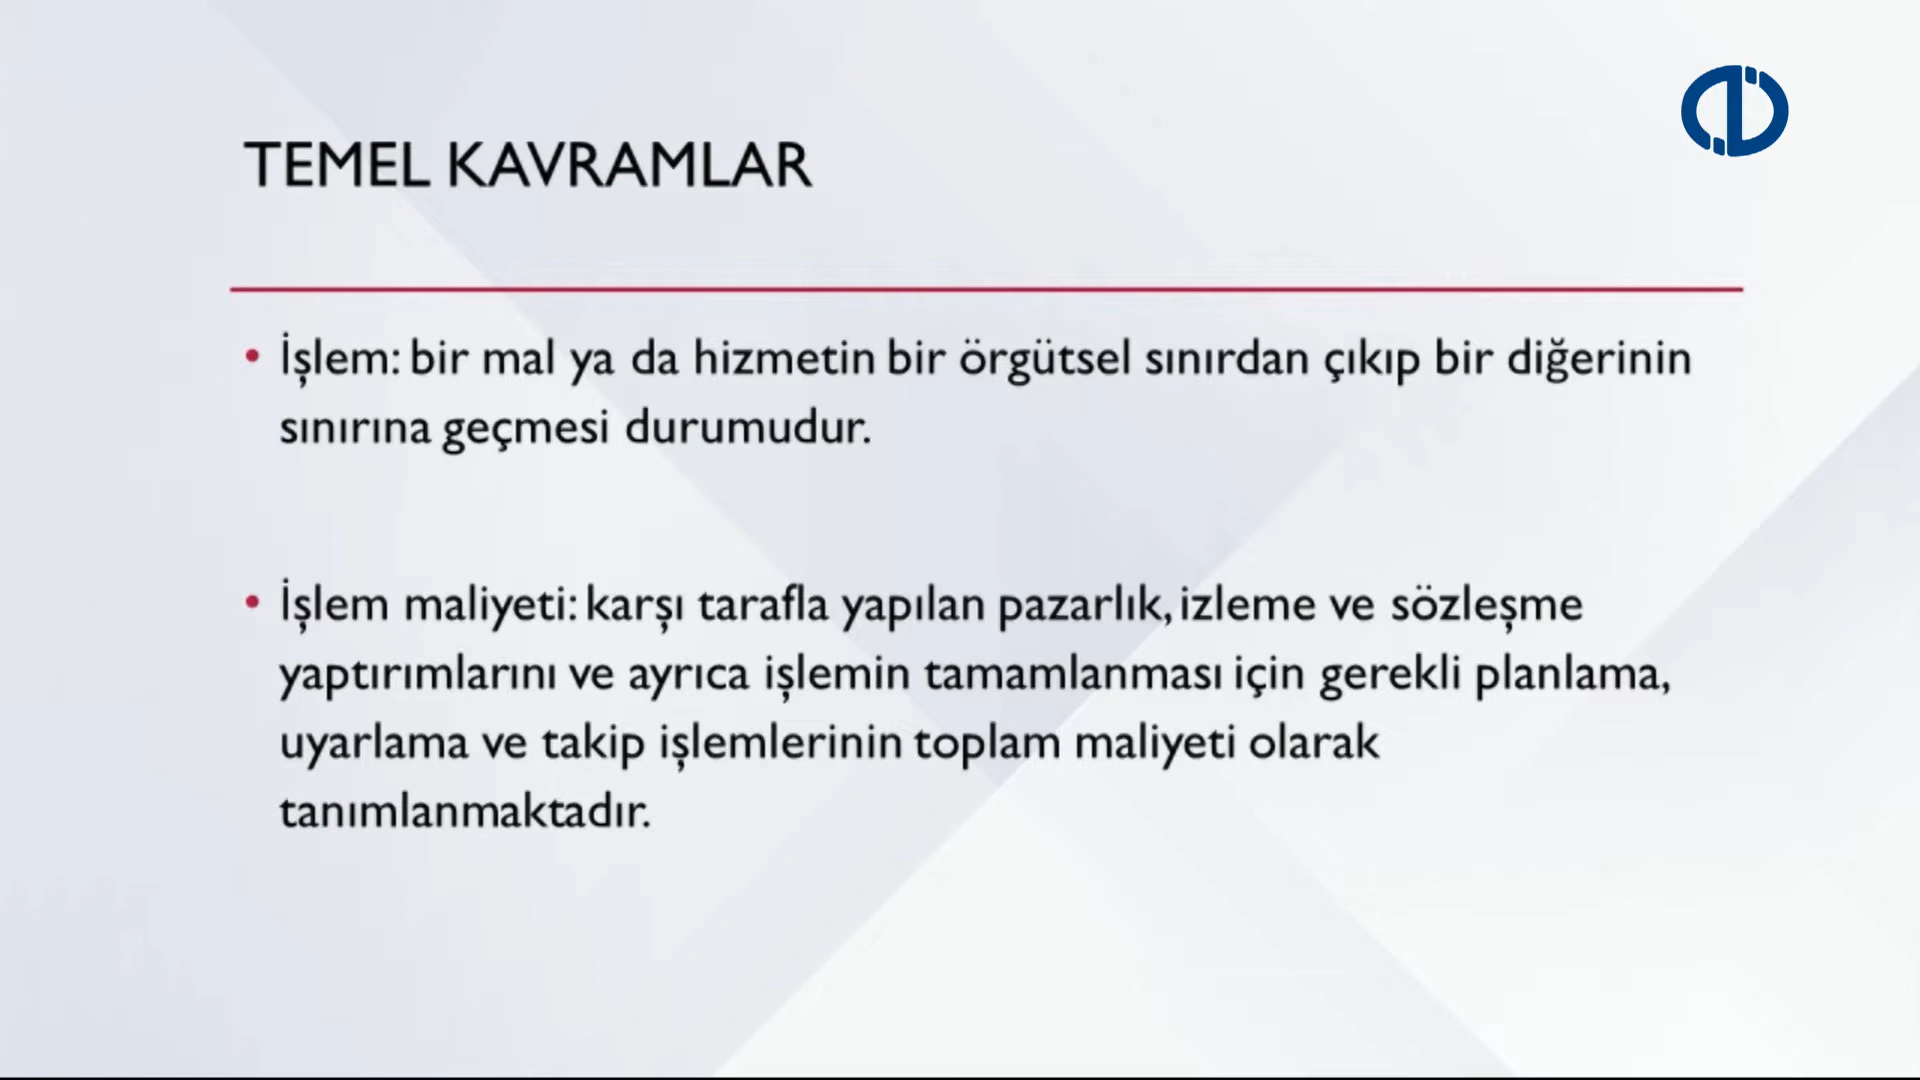 TEMEL KAVRAMLAR
• İşlem: bir mal ya da hizmetin bir örgütsel sınırdan çıkıp bir diğerinin
sınırına geçmesi durumudur.
• İşlem maliyeti: karşı tarafla yapılan pazarlık, izleme ve sözleşme
yaptırımlarını ve ayrıca işlemin tamamlanması için gerekli planlama,
uyarlama ve takip işlemlerinin toplam maliyeti olarak
tanımlanmaktadır.